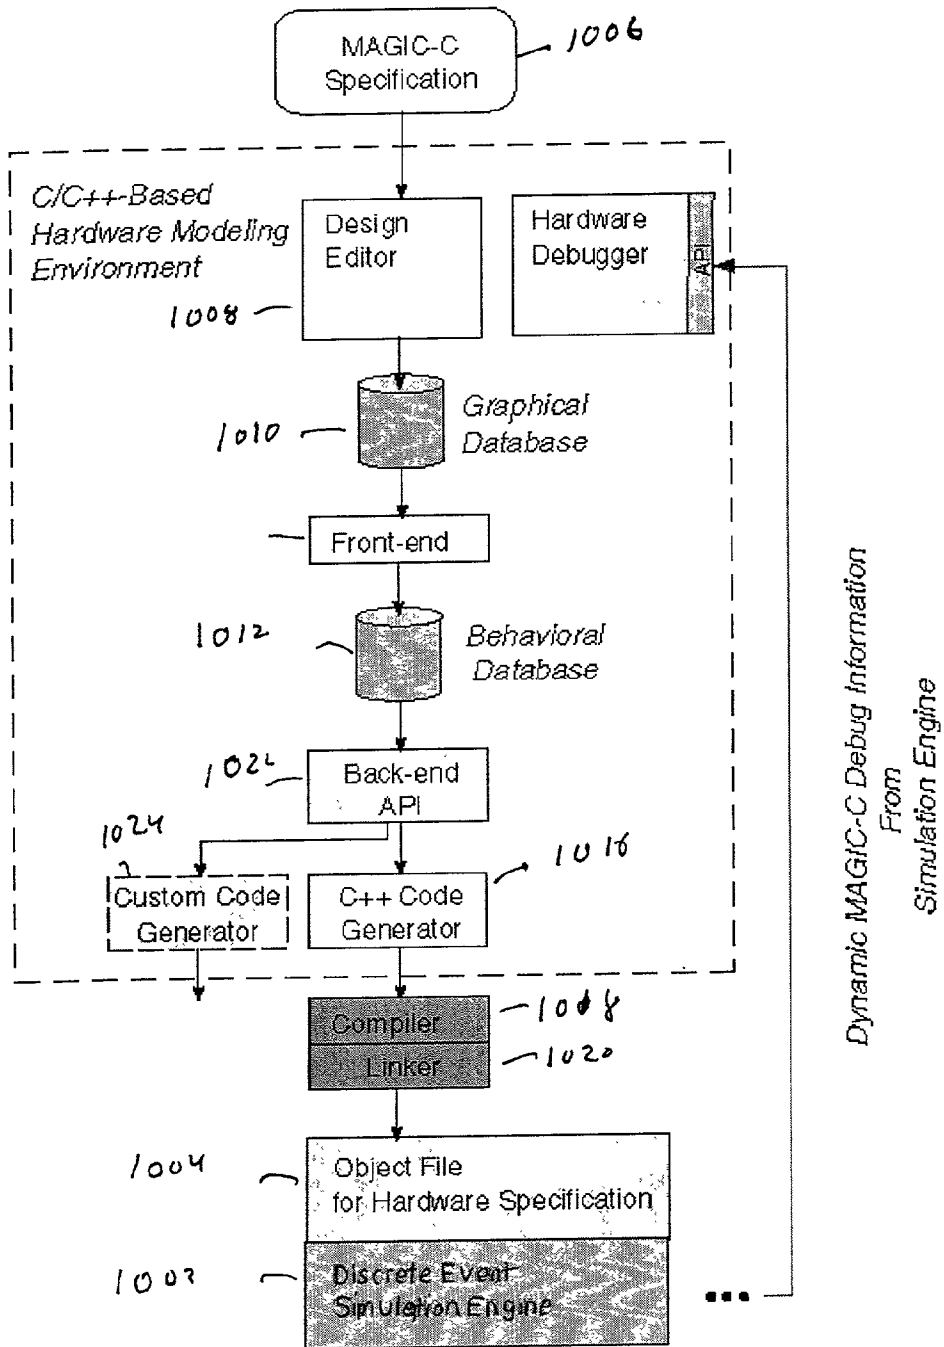 MAGIC-C
Specification
1006
C/C++-Based
Hardware Modeling
Environment
Design
Editor
1008
Hardware
Debugger
API
1010
Graphical
Database
Front-end
1012
Behavioral
Database
Back-end
API
1024
Custom Code
Generator
C++ Code
Generator
1016
Compiler
Linker
1020
1004
Object File
for Hardware Specification
1002
Discrete Event
Simulation Engine
...
Dynamic MAGIC-C Debug Information
From
Simulation Engine